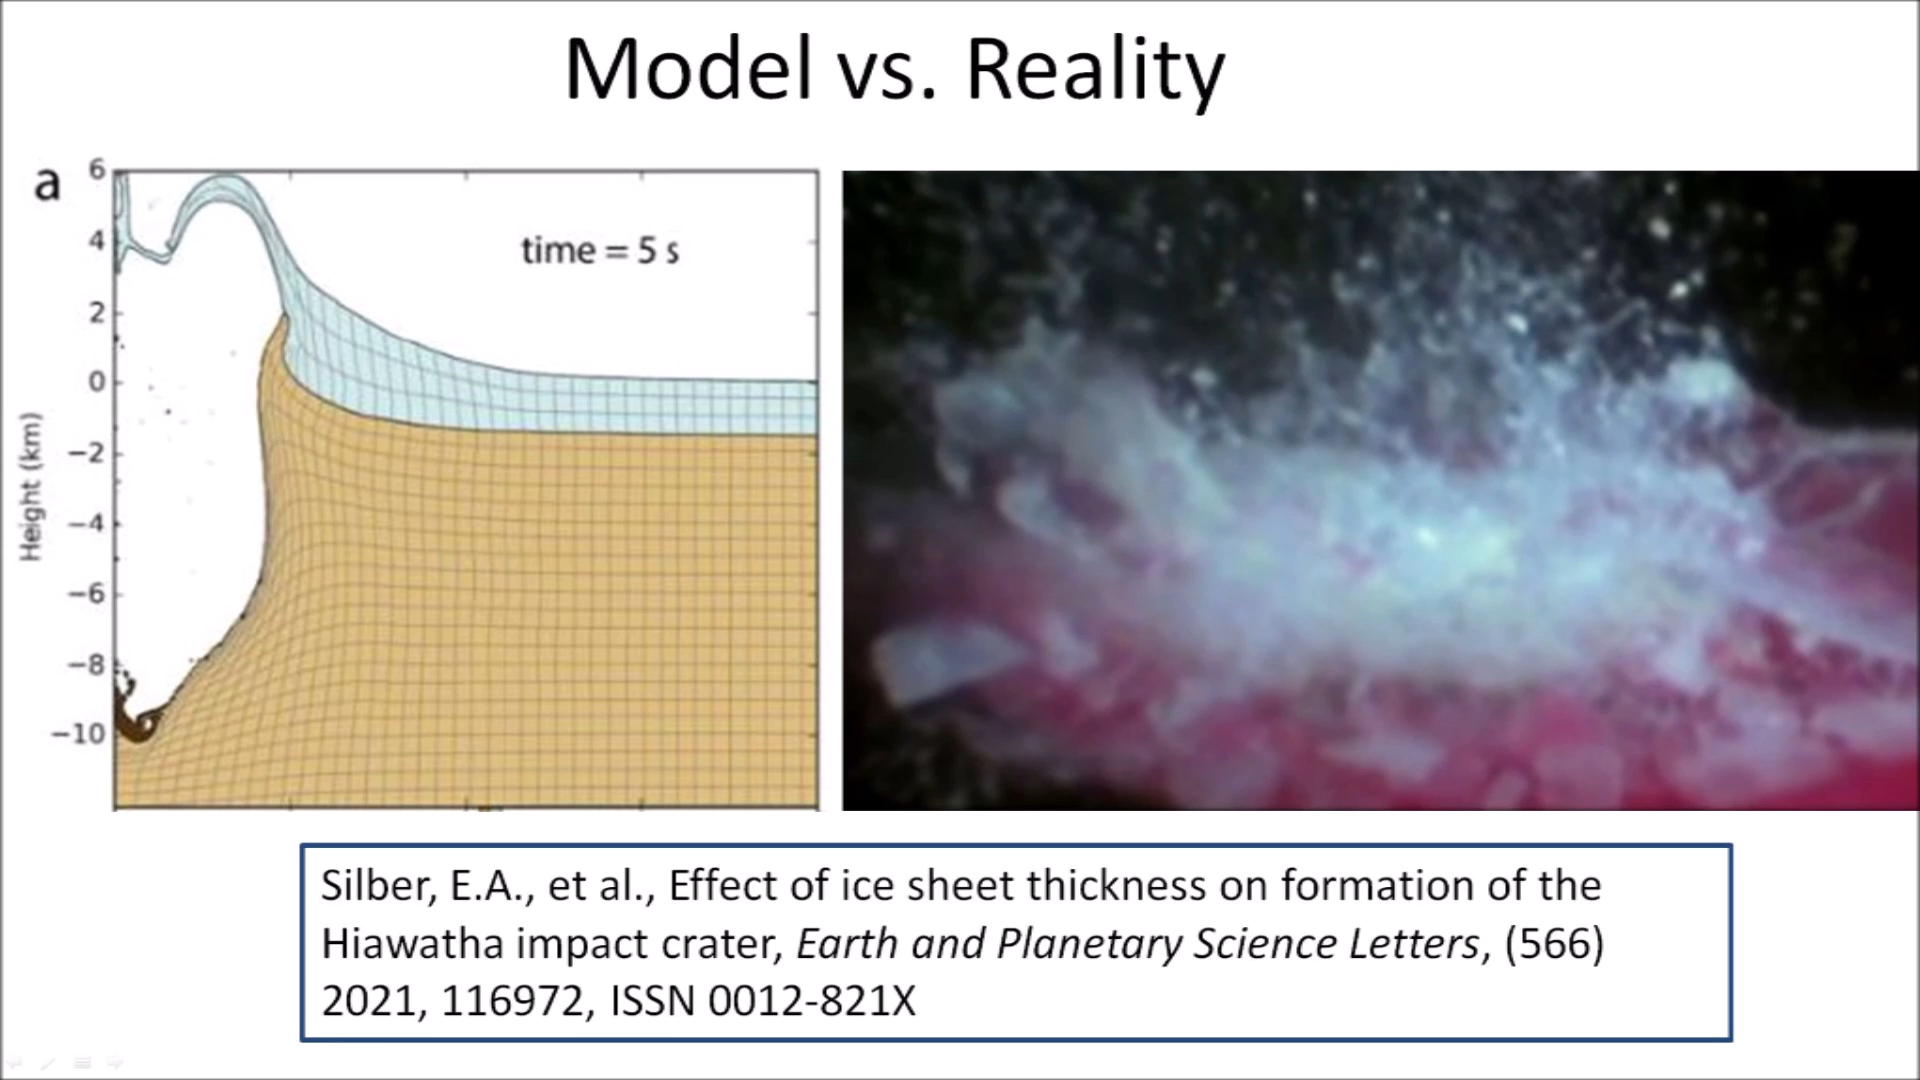 Model vs. Reality
a
6
4
2
0
−2
−4
−6
−8
−10
Height (km)
time = 5 s
Silber, E.A., et al., Effect of ice sheet thickness on formation of the
Hiawatha impact crater, Earth and Planetary Science Letters, (566)
2021, 116972, ISSN 0012-821X